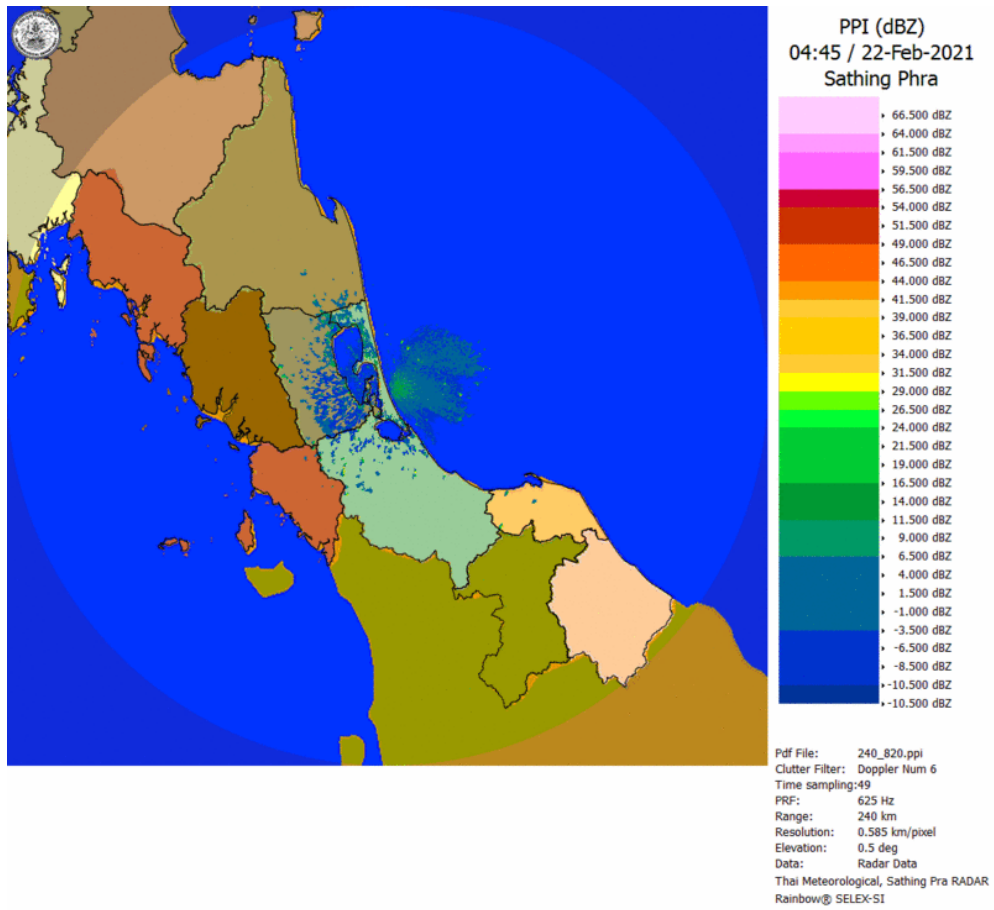 PPI (dBZ)
04:45 / 22-Feb-2021
Sathing Phra
66.500 dBZ
64.000 dBZ
61.500 dBZ
59.500 dBZ
56.500 dBZ
54.000 dBZ
51.500 dBZ
49.000 dBZ
46.500 dBZ
44.000 dBZ
41.500 dBZ
39.000 dBZ
36.500 dBZ
34.000 dBZ
31.500 dBZ
29.000 dBZ
26.500 dBZ
24.000 dBZ
21.500 dBZ
19.000 dBZ
16.500 dBZ
14.000 dBZ
11.500 dBZ
9.000 dBZ
6.500 dBZ
4.000 dBZ
1.500 dBZ
-1.000 dBZ
-3.500 dBZ
-6.500 dBZ
-8.500 dBZ
-10.500 dBZ
-10.500 dBZ
Pdf File: 240_820.ppi
Clutter Filter: Doppler Num 6
Time sampling:49
PRF: 625 Hz
Range: 240 km
Resolution: 0.585 km/pixel
Elevation: 0.5 deg
Data: Radar Data
Thai Meteorological, Sathing Pra RADAR
Rainbow® SELEX-SI